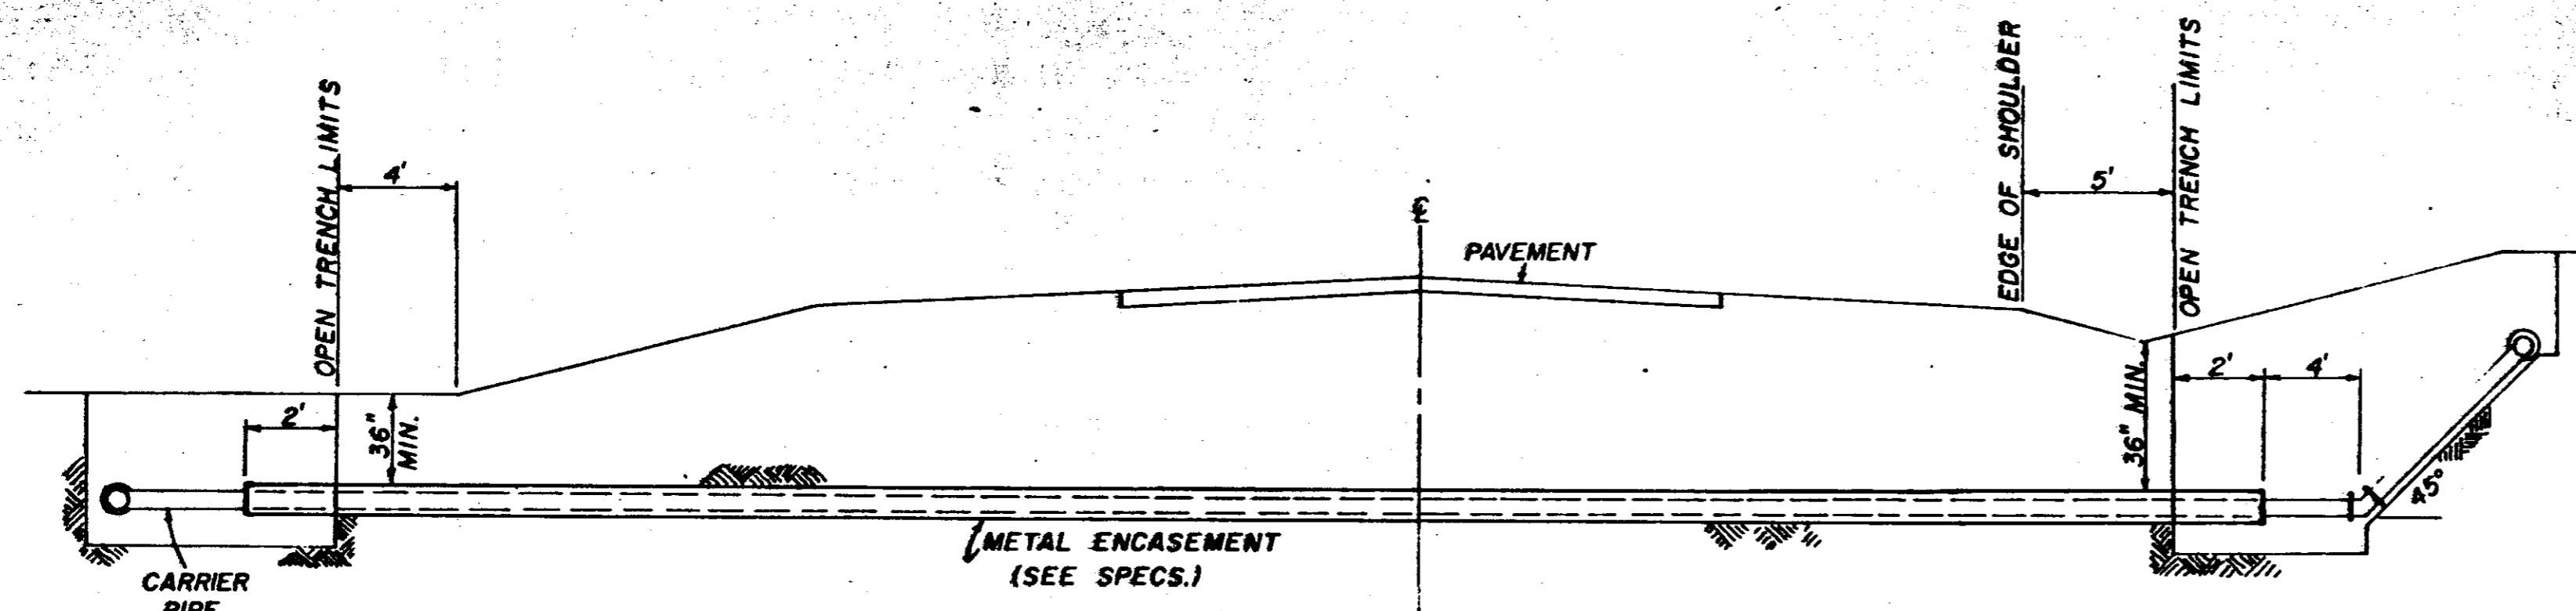 OPEN TRENCH LIMITS
4'
EDGE OF SHOULDER
5'
OPEN TRENCH LIMITS
℄
PAVEMENT
2'
36" MIN.
36" MIN.
2'
4'
45°
METAL ENCASEMENT
(SEE SPECS.)
CARRIER
PIPE